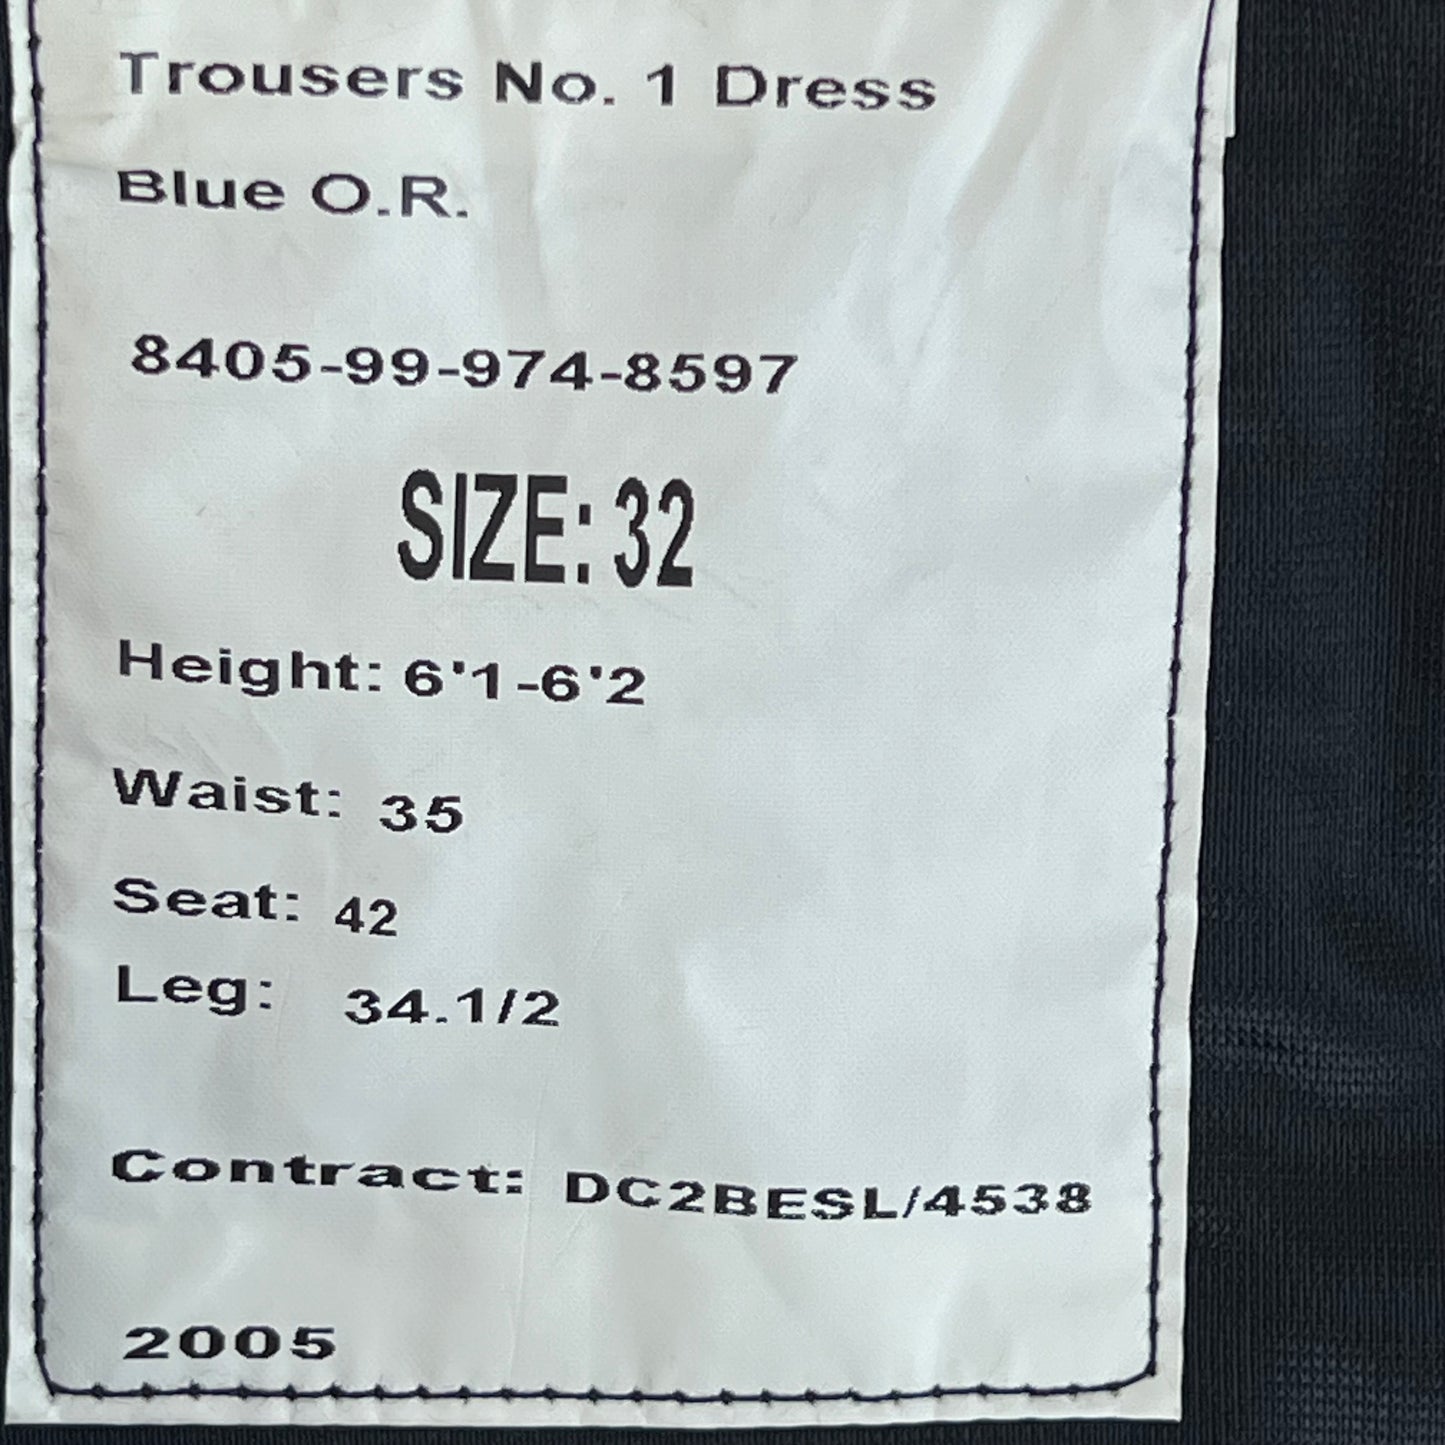 Trousers No. 1 Dress
Blue O.R.
8405-99-974-8597
SIZE: 32
Height: 6'1-6'2
Waist: 35
Seat: 42
Leg: 34.1/2
Contract: DC2BESL/4538
2005